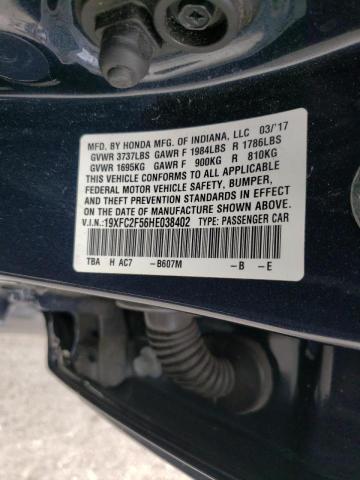 MFD. BY HONDA MFG. OF INDIANA, LLC 03/'17
GVWR 3737LBS GAWR F 1984LBS R 1786LBS
GVWR 1695KG GAWR F 900KG R 810KG
THIS VEHICLE CONFORMS TO ALL APPLICABLE
FEDERAL MOTOR VEHICLE SAFETY, BUMPER,
AND THEFT PREVENTION STANDARDS IN EFFECT
ON THE DATE OF MANUFACTURE SHOWN ABOVE.
V.I.N.: 19XFC2F56HE038402 TYPE: PASSENGER CAR
TBA H AC7 -B607M -B -E